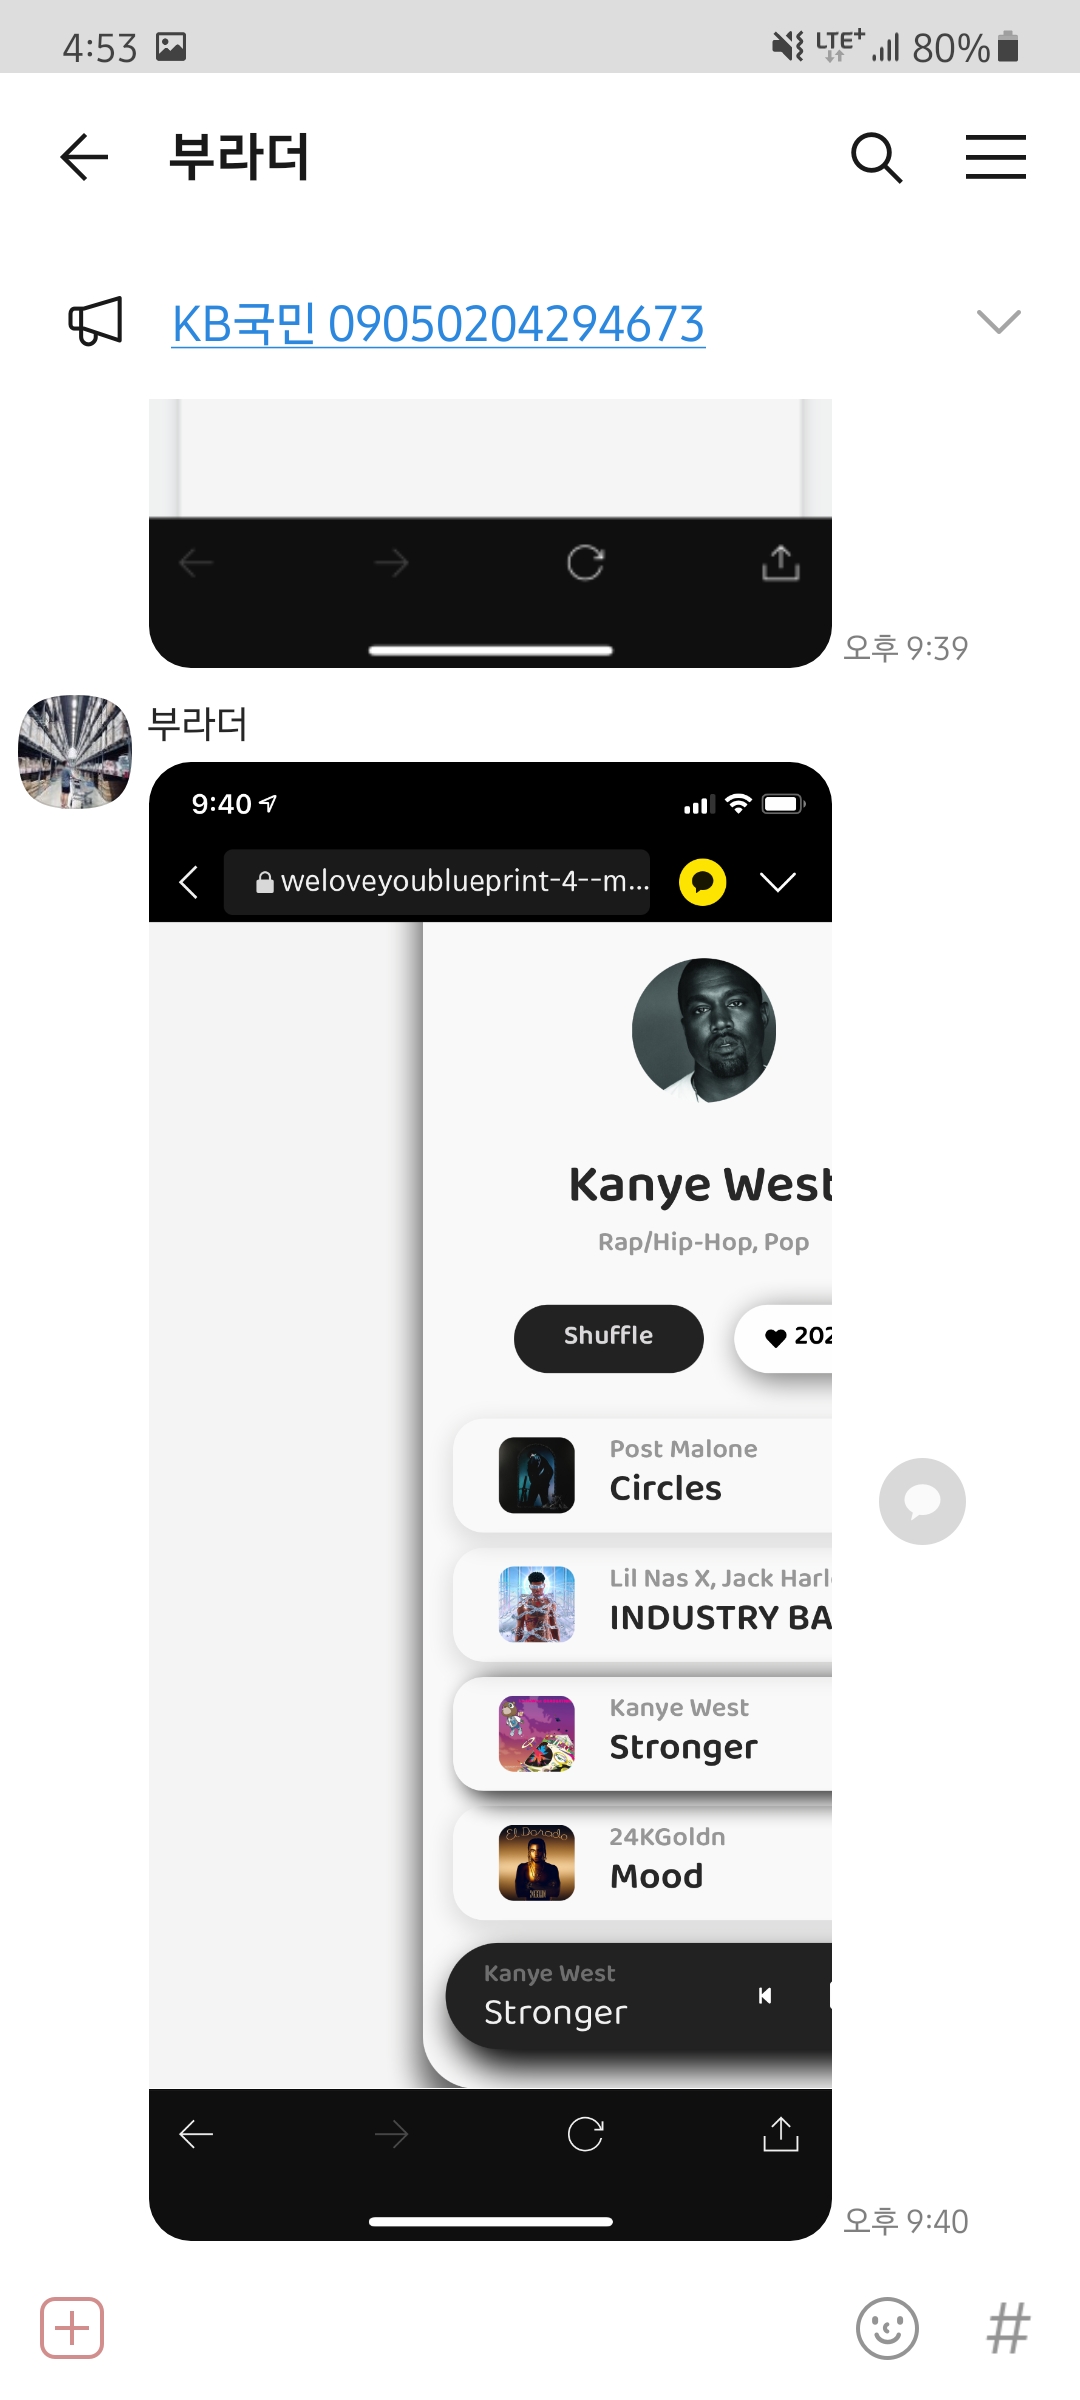 4:53 LTE+ 80%
부라더
KB국민 09050204294673
오후 9:39
부라더
9:40
weloveyoublueprint-4--m...
Kanye West
Rap/Hip-Hop, Pop
Shuffle
202
Post Malone
Circles
Lil Nas X, Jack Harl
INDUSTRY BA
Kanye West
Stronger
El Dorado
24KGoldn
Mood
Kanye West
Stronger
오후 9:40
#